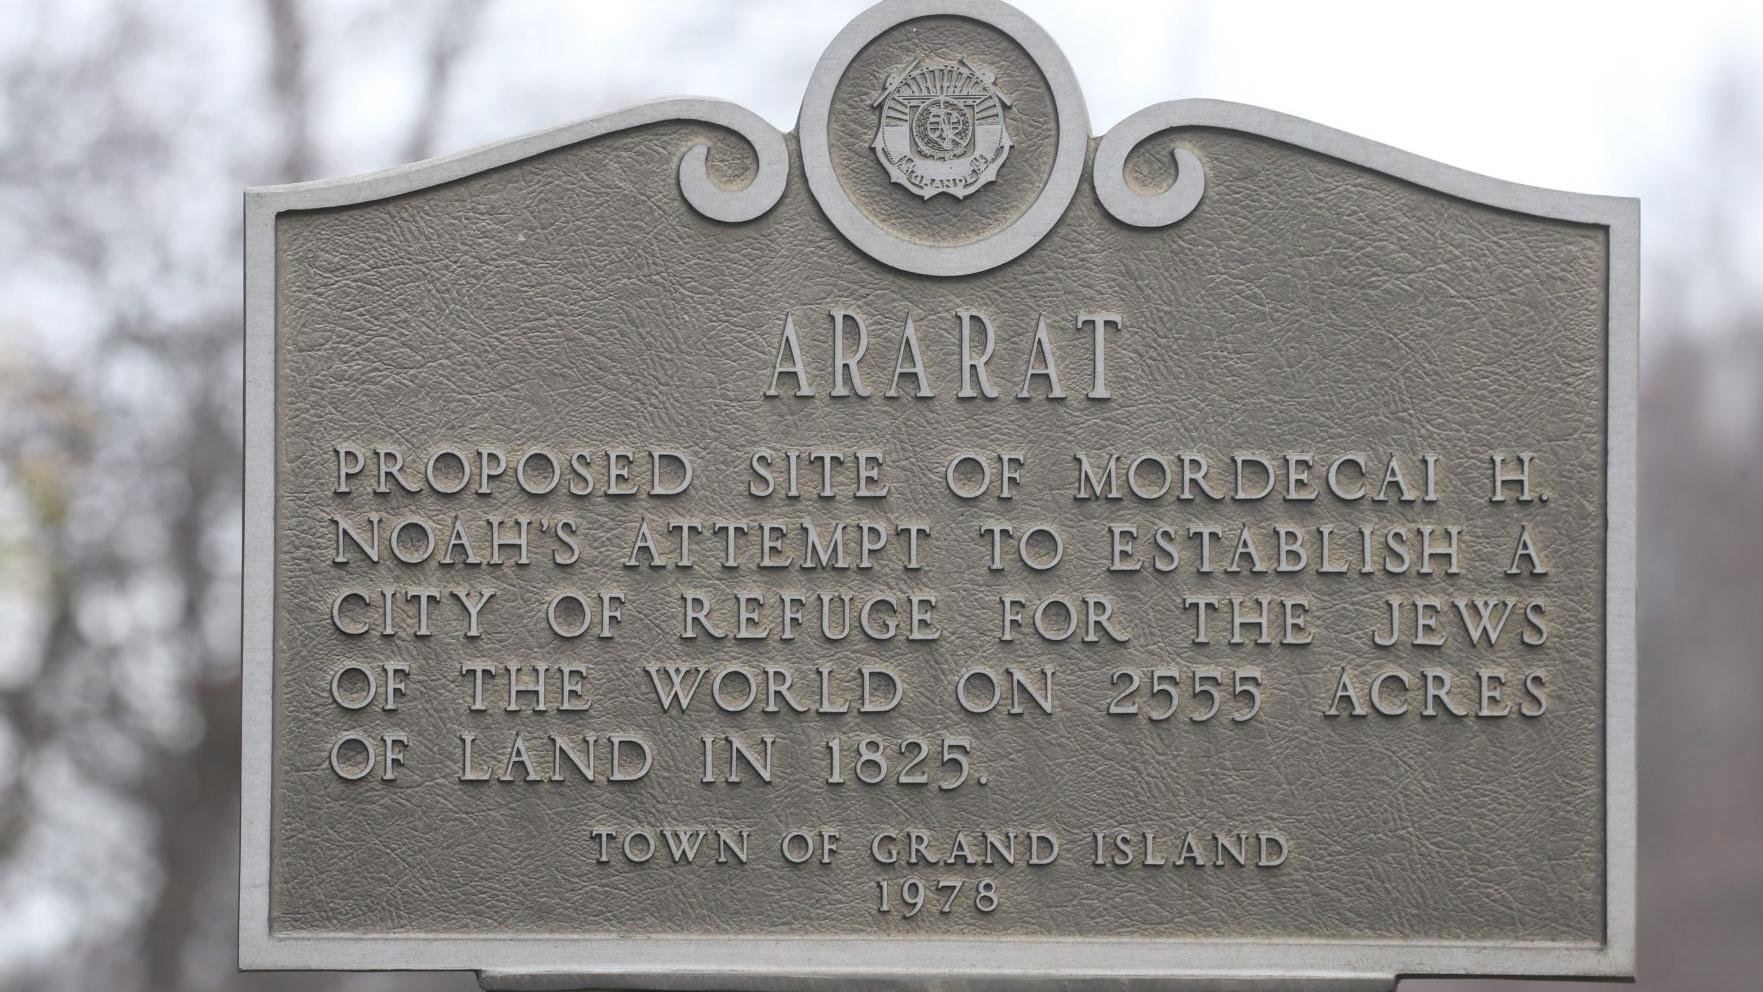 GRANDE
ARARAT
PROPOSED SITE OF MORDECAI H.
NOAH'S ATTEMPT TO ESTABLISH A
CITY OF REFUGE FOR THE JEWS
OF THE WORLD ON 2555 ACRES
OF LAND IN 1825.
TOWN OF GRAND ISLAND
1978